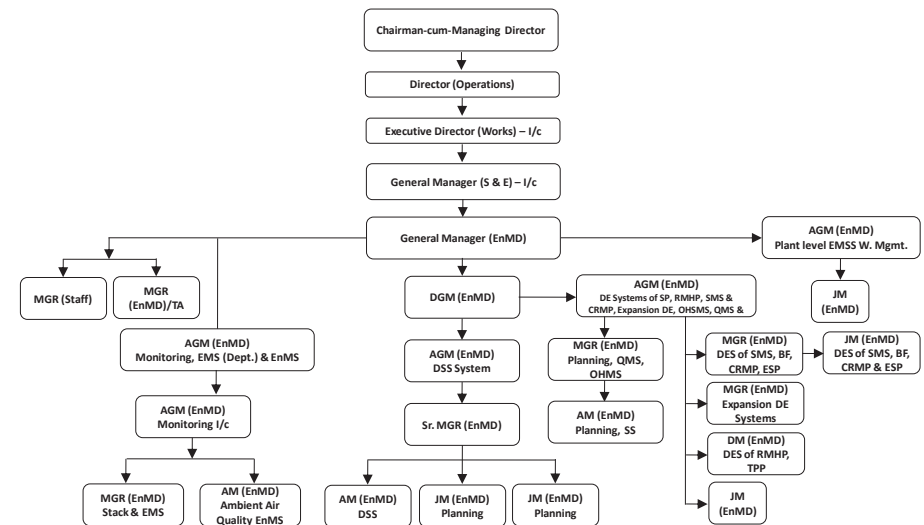 Chairman-cum-Managing Director
Director (Operations)
Executive Director (Works) – I/c
General Manager (S & E) – I/c
General Manager (EnMD)
AGM (EnMD)
Plant level EMSS W. Mgmt.
JM
(EnMD)
MGR (Staff)
MGR
(EnMD)/TA
DGM (EnMD)
AGM (EnMD)
DE Systems of SP, RMHP, SMS &
CRMP, Expansion DE, OHSMS, QMS &
AGM (EnMD)
Monitoring, EMS (Dept.) & EnMS
AGM (EnMD)
DSS System
MGR (EnMD)
Planning, QMS,
OHMS
MGR (EnMD)
DES of SMS, BF,
CRMP, ESP
JM (EnMD)
DES of SMS, BF,
CRMP & ESP
AGM (EnMD)
Monitoring I/c
Sr. MGR (EnMD)
AM (EnMD)
Planning, SS
MGR (EnMD)
Expansion DE
Systems
DM (EnMD)
DES of RMHP,
TPP
JM
(EnMD)
MGR (EnMD)
Stack & EMS
AM (EnMD)
Ambient Air
Quality EnMS
AM (EnMD)
DSS
JM (EnMD)
Planning
JM (EnMD)
Planning